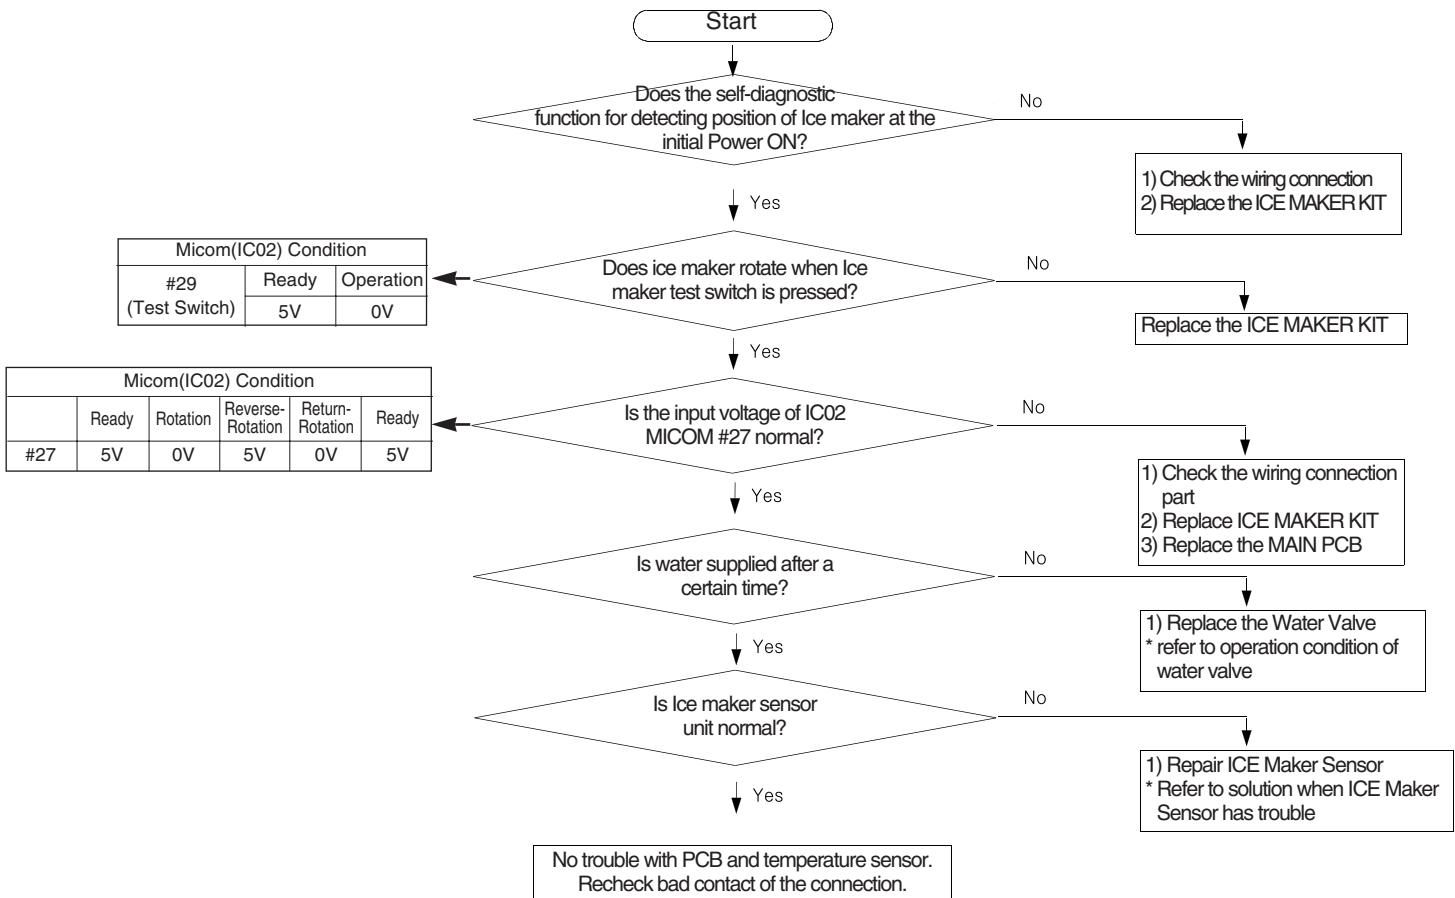 Start
Does the self-diagnostic
function for detecting position of Ice maker at the
initial Power ON?
No
1) Check the wiring connection
2) Replace the ICE MAKER KIT
Yes
Micom(IC02) Condition
#29
(Test Switch)
Ready
Operation
5V
0V
Does ice maker rotate when Ice
maker test switch is pressed?
No
Replace the ICE MAKER KIT
Yes
Micom(IC02) Condition
Ready
Rotation
Reverse-
Rotation
Return-
Rotation
Ready
#27
5V
0V
5V
0V
5V
Is the input voltage of IC02
MICOM #27 normal?
No
1) Check the wiring connection
part
2) Replace ICE MAKER KIT
3) Replace the MAIN PCB
Yes
Is water supplied after a
certain time?
No
1) Replace the Water Valve
* refer to operation condition of
water valve
Yes
Is Ice maker sensor
unit normal?
No
1) Repair ICE Maker Sensor
* Refer to solution when ICE Maker
Sensor has trouble
Yes
No trouble with PCB and temperature sensor.
Recheck bad contact of the connection.